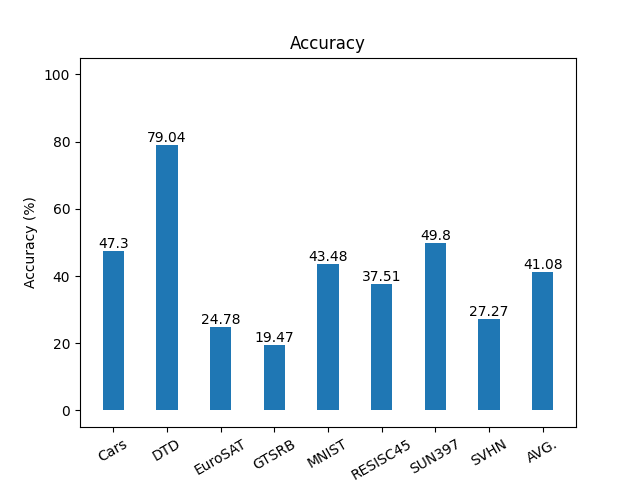 Accuracy
Accuracy (%)
100
80
60
40
20
0
47.3
79.04
24.78
19.47
43.48
37.51
49.8
27.27
41.08
Cars
DTD
EuroSAT
GTSRB
MNIST
RESISC45
SUN397
SVHN
AVG.